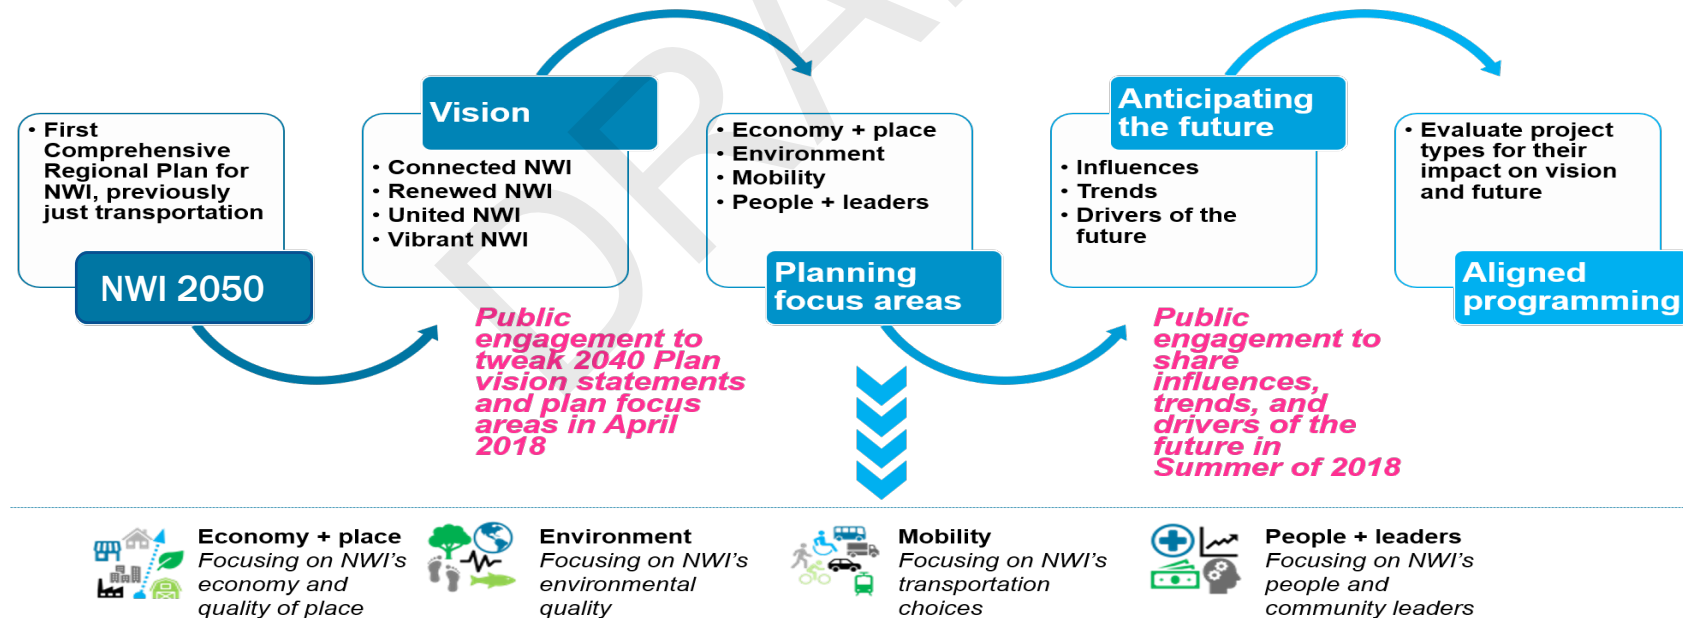 • First
Comprehensive
Regional Plan for
NWI, previously
just transportation
NWI 2050
Vision
• Connected NWI
• Renewed NWI
• United NWI
• Vibrant NWI
Public
engagement to
tweak 2040 Plan
vision statements
and plan focus
areas in April
2018
• Economy + place
• Environment
• Mobility
• People + leaders
Planning
focus areas
Anticipating
the future
• Influences
• Trends
• Drivers of the
future
Public
engagement to
share
influences,
trends, and
drivers of the
future in
Summer of 2018
• Evaluate project
types for their
impact on vision
and future
Aligned
programming
Economy + place
Focusing on NWI’s
economy and
quality of place
Environment
Focusing on NWI’s
environmental
quality
Mobility
Focusing on NWI’s
transportation
choices
People + leaders
Focusing on NWI’s
people and
community leaders